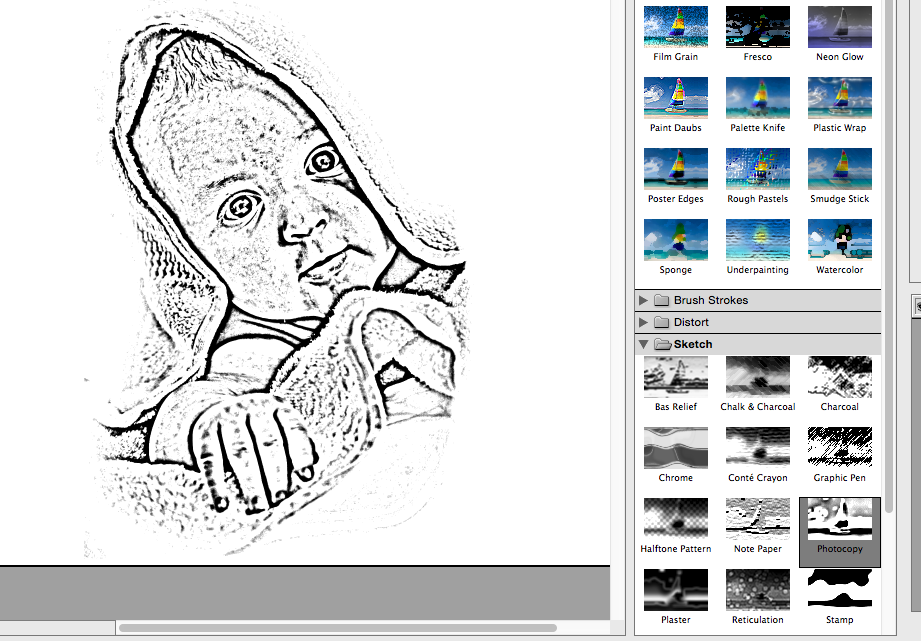 Film Grain
Fresco
Neon Glow
Paint Daubs
Palette Knife
Plastic Wrap
Poster Edges
Rough Pastels
Smudge Stick
Sponge
Underpainting
Watercolor
Brush Strokes
Distort
Sketch
Bas Relief
Chalk & Charcoal
Charcoal
Chrome
Conté Crayon
Graphic Pen
Halftone Pattern
Note Paper
Photocopy
Plaster
Reticulation
Stamp